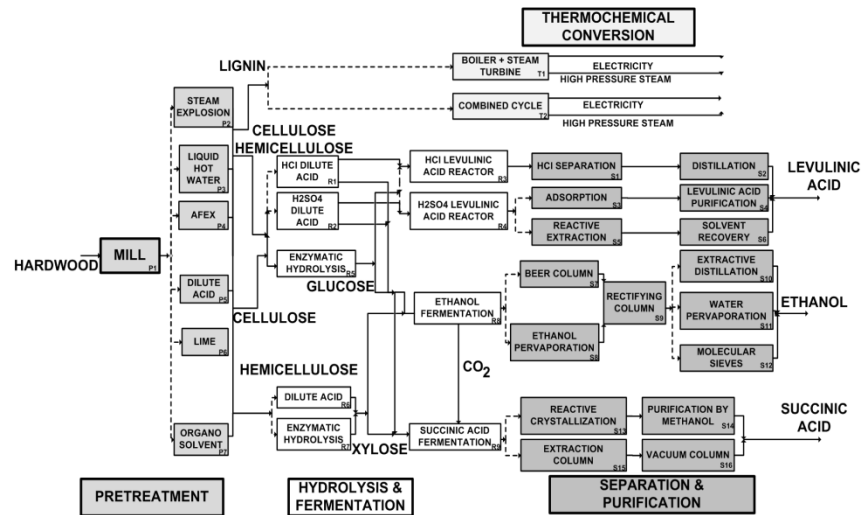 THERMOCHEMICAL
CONVERSION
LIGNIN
BOILER + STEAM
TURBINE
T1
ELECTRICITY
HIGH PRESSURE STEAM
COMBINED CYCLE
T2
ELECTRICITY
HIGH PRESSURE STEAM
STEAM
EXPLOSION
P2
CELLULOSE
HEMICELLULOSE
LIQUID
HOT
WATER
P3
HCl DILUTE
ACID
R1
HCl LEVULINIC
ACID REACTOR
R3
HCl SEPARATION
S1
DISTILLATION
S2
LEVULINIC
ACID
AFEX
P4
H2SO4
DILUTE
ACID
R2
H2SO4 LEVULINIC
ACID REACTOR
R4
ADSORPTION
S3
LEVULINIC ACID
PURIFICATION
S4
REACTIVE
EXTRACTION
S5
SOLVENT
RECOVERY
S6
MILL
P1
HARDWOOD
ENZYMATIC
HYDROLYSIS
R5
GLUCOSE
DILUTE
ACID
P5
CELLULOSE
BEER COLUMN
S7
EXTRACTIVE
DISTILLATION
S10
ETHANOL
FERMENTATION
R8
RECTIFYING
COLUMN
S9
WATER
PERVAPORATION
S11
ETHANOL
LIME
P6
ETHANOL
PERVAPORATION
S8
MOLECULAR
SIEVES
S12
HEMICELLULOSE
CO2
DILUTE ACID
R6
ORGANO
SOLVENT
P7
ENZYMATIC
HYDROLYSIS
R7
XYLOSE
SUCCINIC ACID
FERMENTATION
R9
REACTIVE
CRYSTALLIZATION
S13
PURIFICATION BY
METHANOL
S14
SUCCINIC
ACID
EXTRACTION
COLUMN
S15
VACUUM COLUMN
S16
PRETREATMENT
HYDROLYSIS &
FERMENTATION
SEPARATION &
PURIFICATION